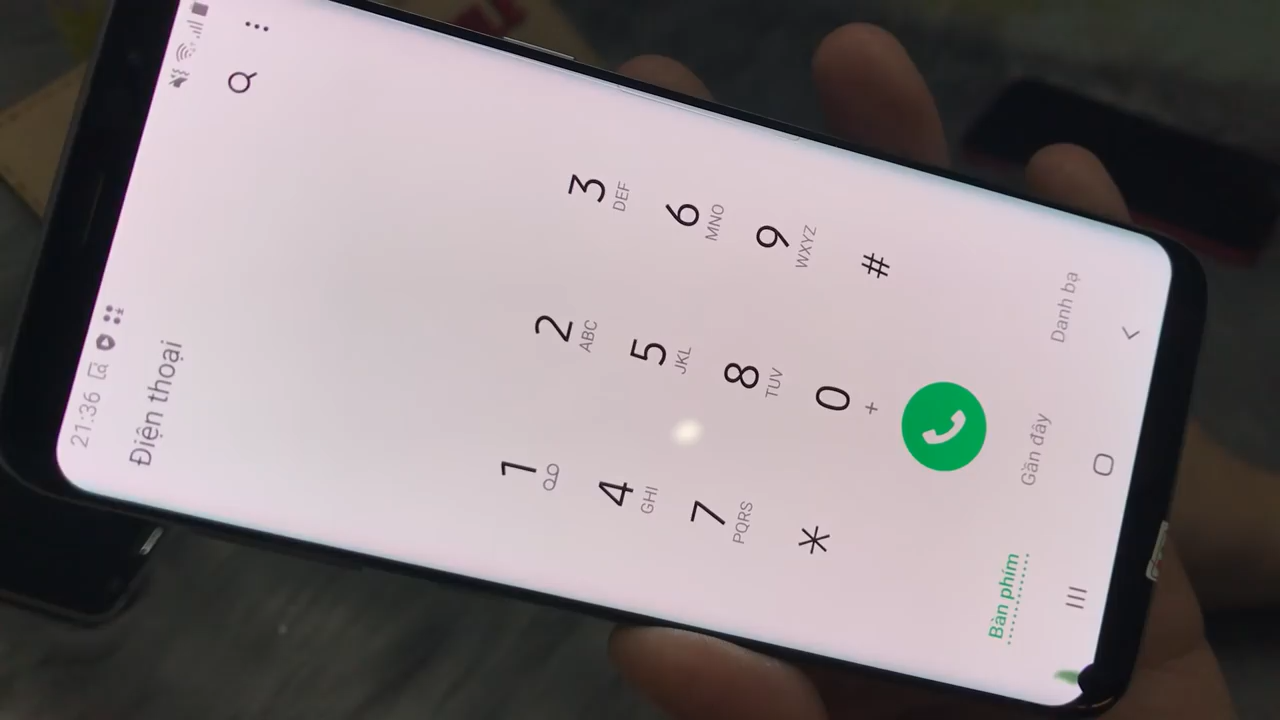 21:36
Điện thoại
1 2 ABC 3 DEF
4 GHI 5 JKL 6 MNO
7 PQRS 8 TUV 9 WXYZ
* 0 + #
Bàn phím Gần đây Danh bạ